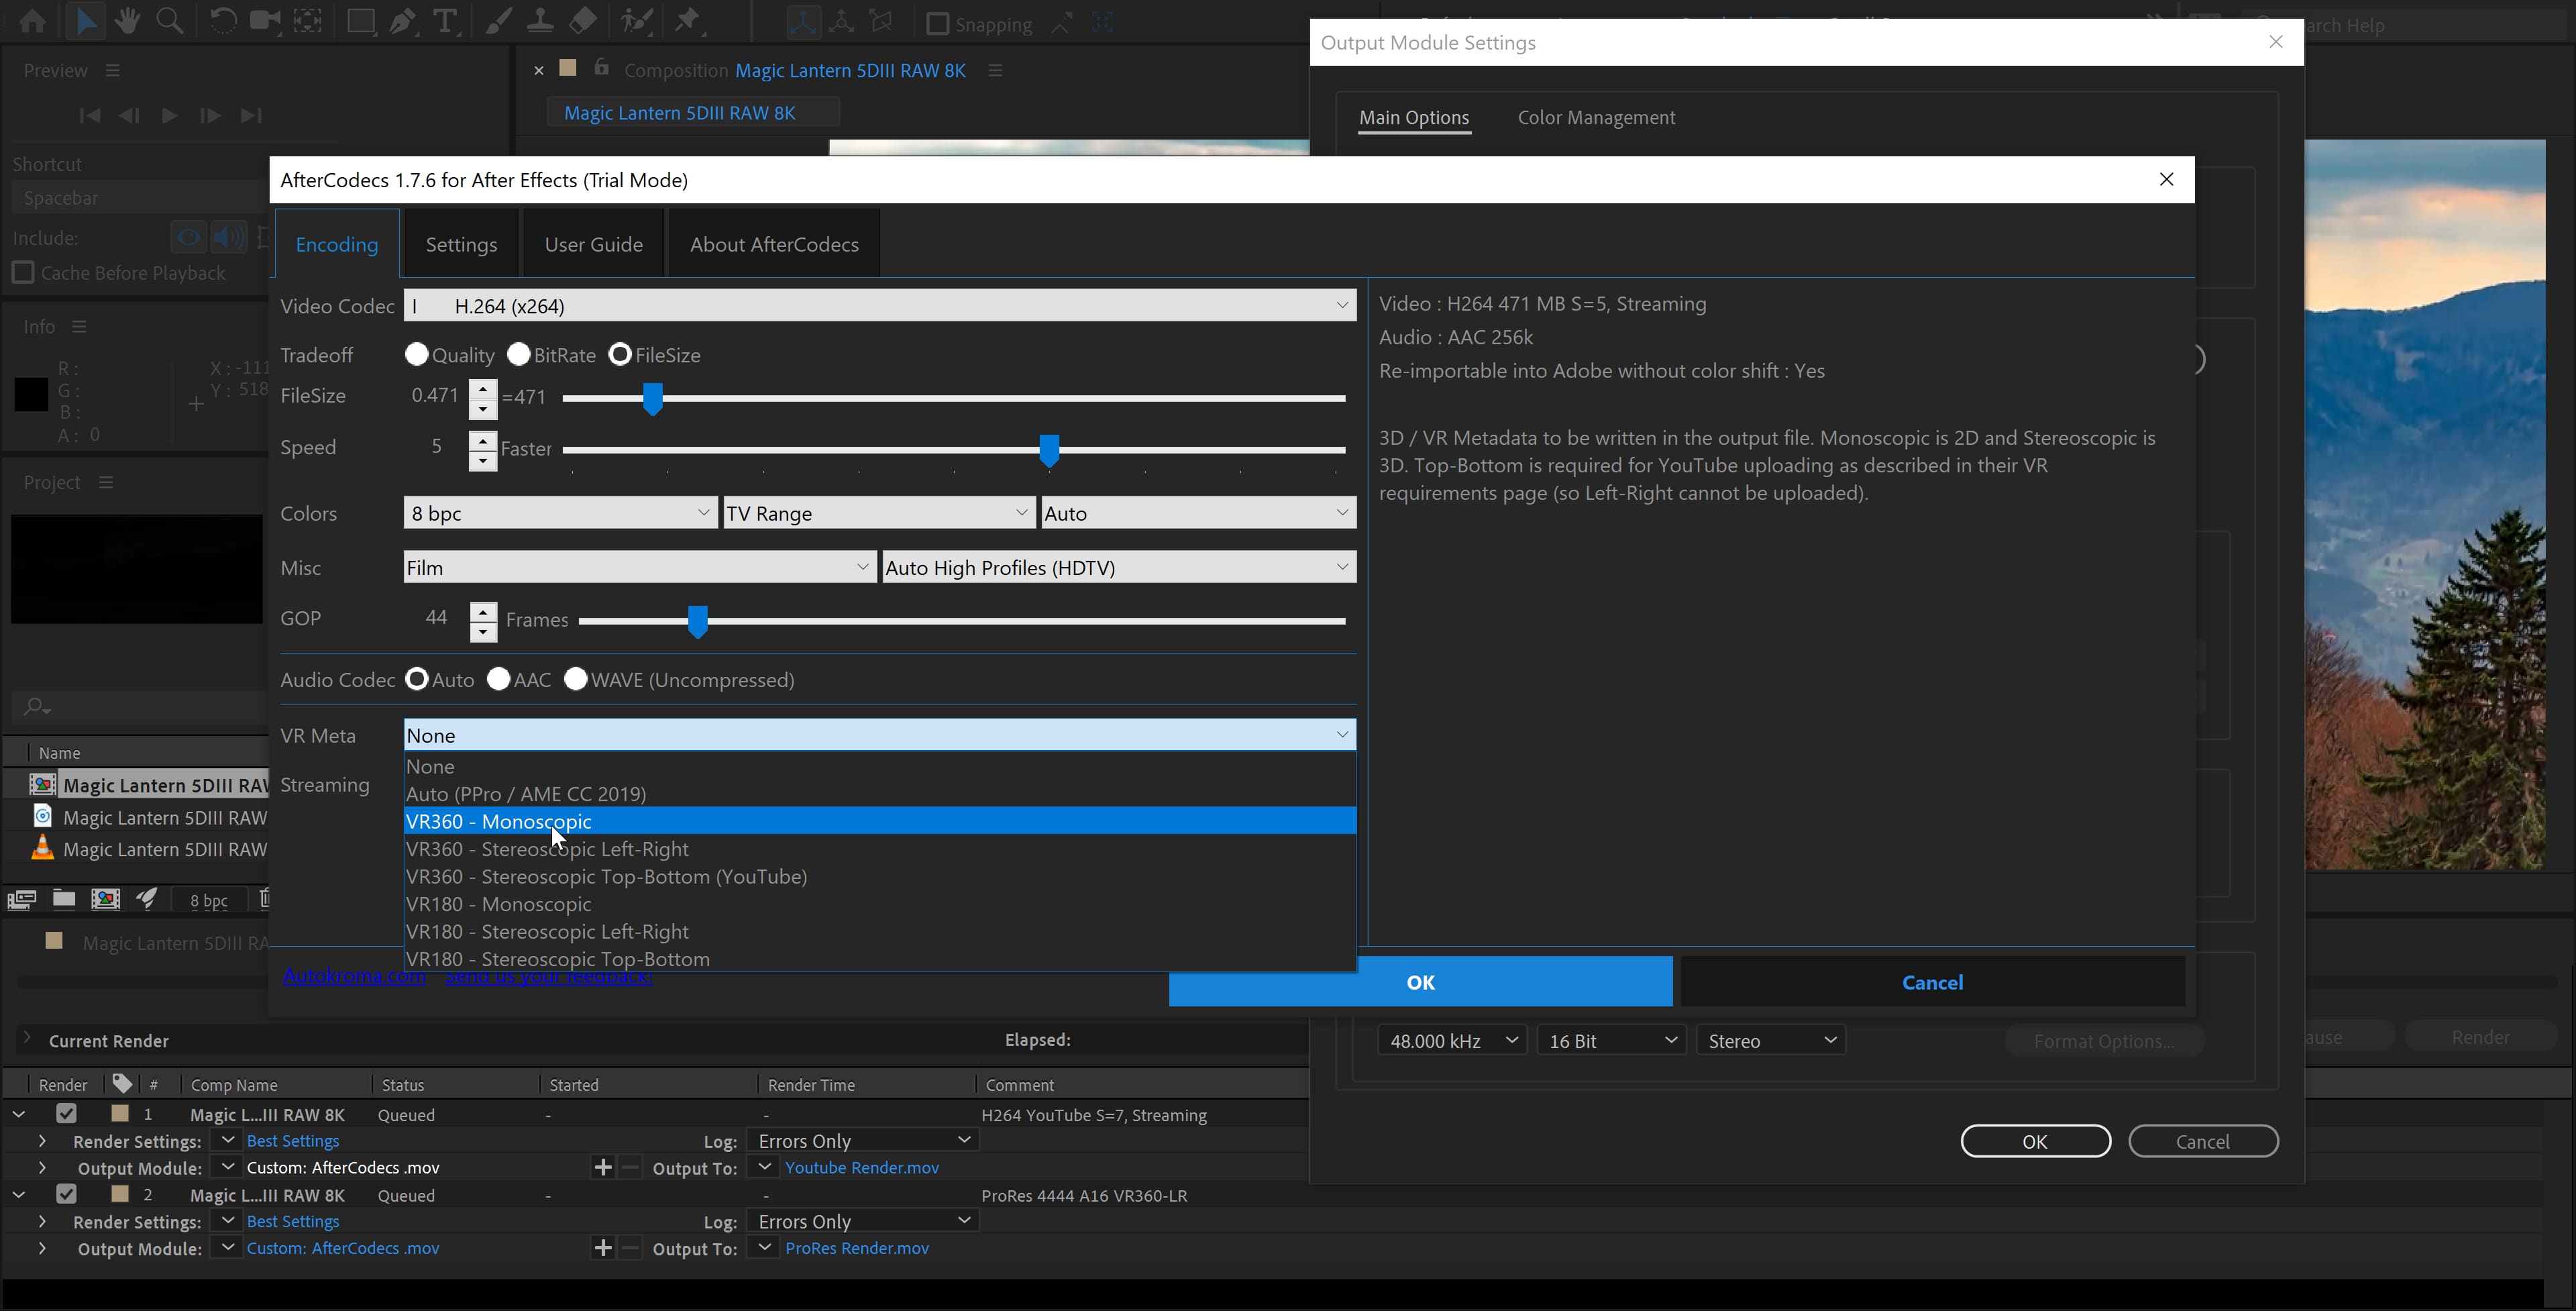 Snapping
arch Help
Output Module Settings
Preview
Composition Magic Lantern 5DIII RAW 8K
Magic Lantern 5DIII RAW 8K
Main Options
Color Management
Shortcut
Spacebar
Include:
Cache Before Playback
AfterCodecs 1.7.6 for After Effects (Trial Mode)
Encoding
Settings
User Guide
About AfterCodecs
Info
R:
G:
B:
A: 0
X: -111
Y: 518
Project
Video Codec
I H.264 (x264)
Tradeoff
Quality
BitRate
FileSize
FileSize
0.471
=471
Speed
5
Faster
Colors
8 bpc
TV Range
Auto
Misc
Film
Auto High Profiles (HDTV)
GOP
44
Frames
Audio Codec
Auto
AAC
WAVE (Uncompressed)
VR Meta
None
None
Auto (PPro / AME CC 2019)
VR360 - Monoscopic
VR360 - Stereoscopic Left-Right
VR360 - Stereoscopic Top-Bottom (YouTube)
VR180 - Monoscopic
VR180 - Stereoscopic Left-Right
VR180 - Stereoscopic Top-Bottom
Streaming
Autokroma.com
Send us your feedback!
Video : H264 471 MB S=5, Streaming
Audio : AAC 256k
Re-importable into Adobe without color shift : Yes
3D / VR Metadata to be written in the output file. Monoscopic is 2D and Stereoscopic is
3D. Top-Bottom is required for YouTube uploading as described in their VR
requirements page (so Left-Right cannot be uploaded).
OK
Cancel
Name
Magic Lantern 5DIII RAW
Magic Lantern 5DIII RAW
Magic Lantern 5DIII RAW
8 bpc
Magic Lantern 5DIII RA
48.000 kHz
16 Bit
Stereo
Format Options...
ause
Render
OK
Cancel
Current Render
Elapsed:
Render
#
Comp Name
Status
Started
Render Time
Comment
1
Magic L...III RAW 8K
Queued
-
-
H264 YouTube S=7, Streaming
Render Settings:
Best Settings
Log:
Errors Only
Output Module:
Custom: AfterCodecs .mov
Output To:
Youtube Render.mov
2
Magic L...III RAW 8K
Queued
-
-
ProRes 4444 A16 VR360-LR
Render Settings:
Best Settings
Log:
Errors Only
Output Module:
Custom: AfterCodecs .mov
Output To:
ProRes Render.mov